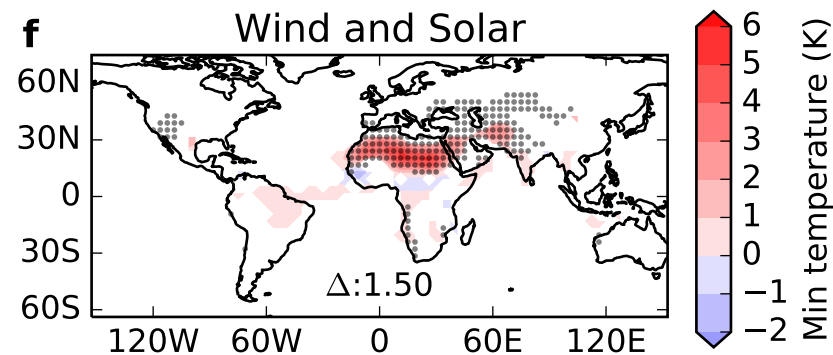 f
Wind and Solar
60N
30N
0
30S
60S
Δ:1.50
120W 60W 0 60E 120E
6
5
4
3
2
1
0
−1
−2
Min temperature (K)